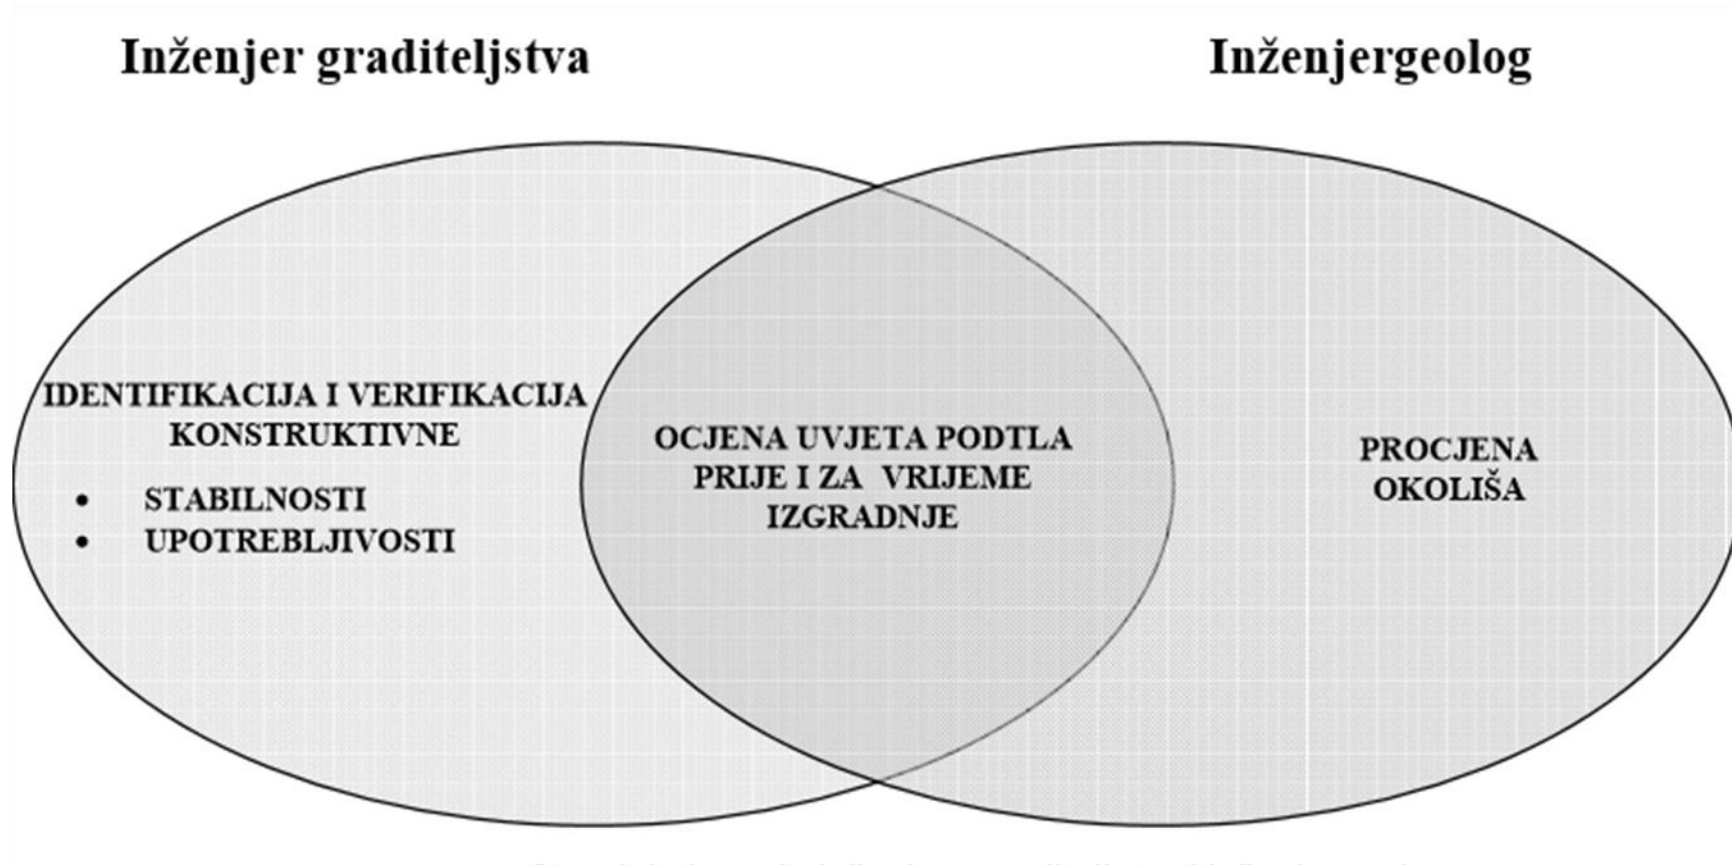 Inženjer graditeljstva
Inženjergeolog
IDENTIFIKACIJA I VERIFIKACIJA
KONSTRUKTIVNE
• STABILNOSTI
• UPOTREBLJIVOSTI
OCJENA UVJETA PODTLA
PRIJE I ZA VRIJEME
IZGRADNJE
PROCJENA
OKOLIŠA